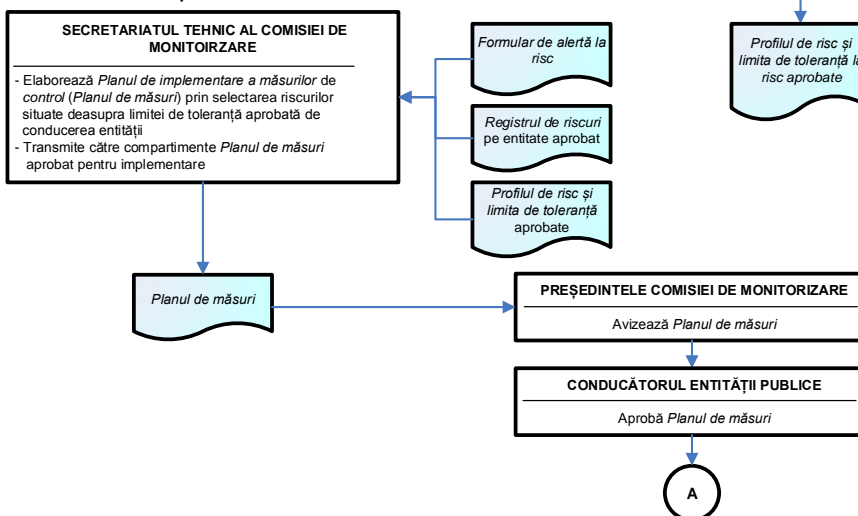 SECRETARIATUL TEHNIC AL COMISIEI DE
MONITOIRZARE
- Elaborează Planul de implementare a măsurilor de
control (Planul de măsuri) prin selectarea riscurilor
situate deasupra limitei de toleranță aprobată de
conducerea entității
- Transmite către compartimente Planul de măsuri
aprobat pentru implementare
Formular de alertă la
risc
Registrul de riscuri
pe entitate aprobat
Profilul de risc și
limita de toleranță
aprobate
Profilul de risc și
limita de toleranță la
risc aprobate
Planul de măsuri
PREȘEDINTELE COMISIEI DE MONITORIZARE
Avizează Planul de măsuri
CONDUCĂTORUL ENTITĂȚII PUBLICE
Aprobă Planul de măsuri
A